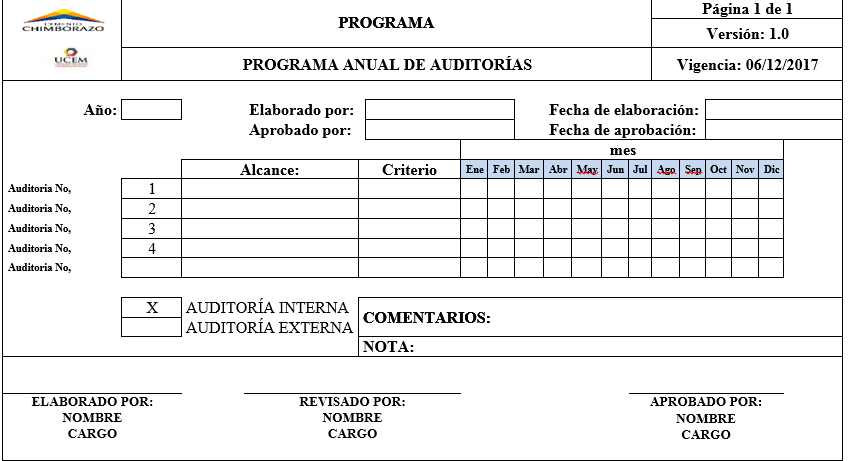 CEMENTO
CHIMBORAZO
UCEM
PROGRAMA
Página 1 de 1
Versión: 1.0
PROGRAMA ANUAL DE AUDITORÍAS
Vigencia: 06/12/2017
Año: Elaborado por: Fecha de elaboración:
Aprobado por: Fecha de aprobación:
mes
Alcance: Criterio Ene Feb Mar Abr May Jun Jul Ago Sep Oct Nov Dic
Auditoria No, 1
Auditoria No, 2
Auditoria No, 3
Auditoria No, 4
Auditoria No,
X AUDITORÍA INTERNA
AUDITORÍA EXTERNA
COMENTARIOS:
NOTA:
ELABORADO POR: REVISADO POR: APROBADO POR:
NOMBRE NOMBRE NOMBRE
CARGO CARGO CARGO